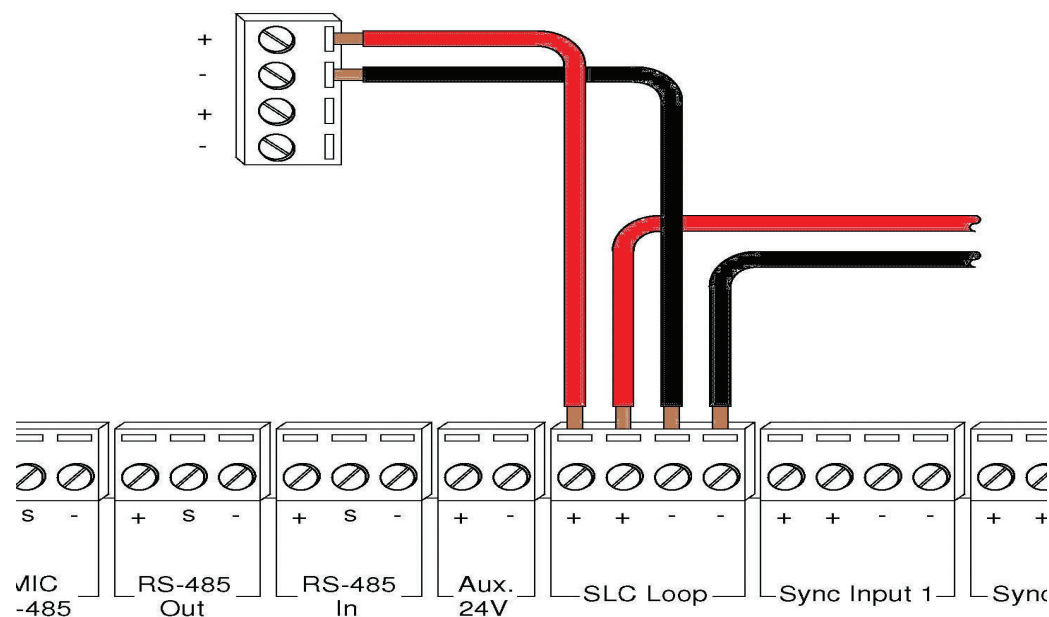 +
-
+
-
S - + S - + S - + - + + - - + + - - + +
MIC RS-485 RS-485 Aux. SLC Loop Sync Input 1 Sync
-485 Out In 24V